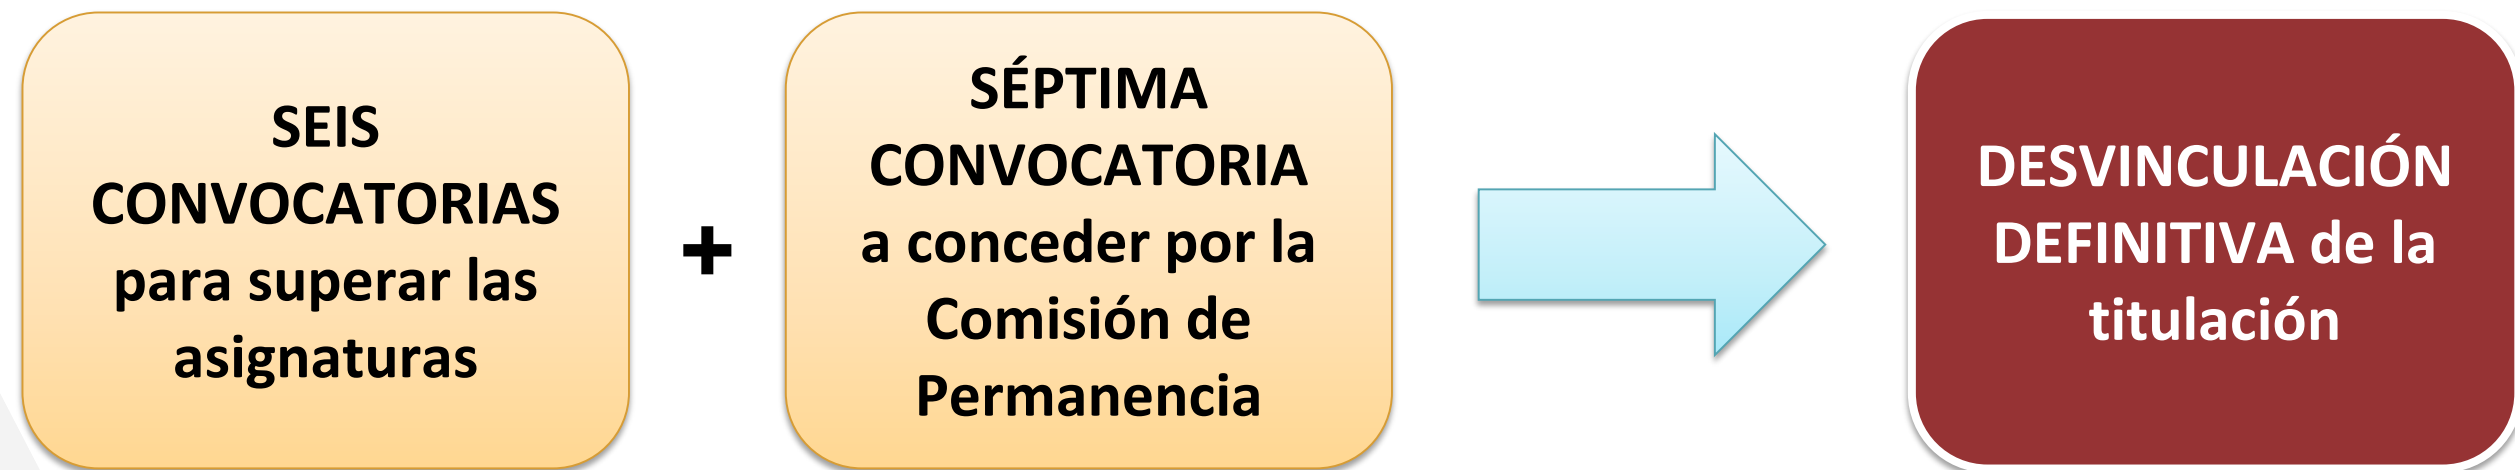 SEIS
CONVOCATORIAS
para superar las
asignaturas
+
SÉPTIMA
CONVOCATORIA
a conceder por la
Comisión de
Permanencia
DESVINCULACIÓN
DEFINITIVA de la
titulación